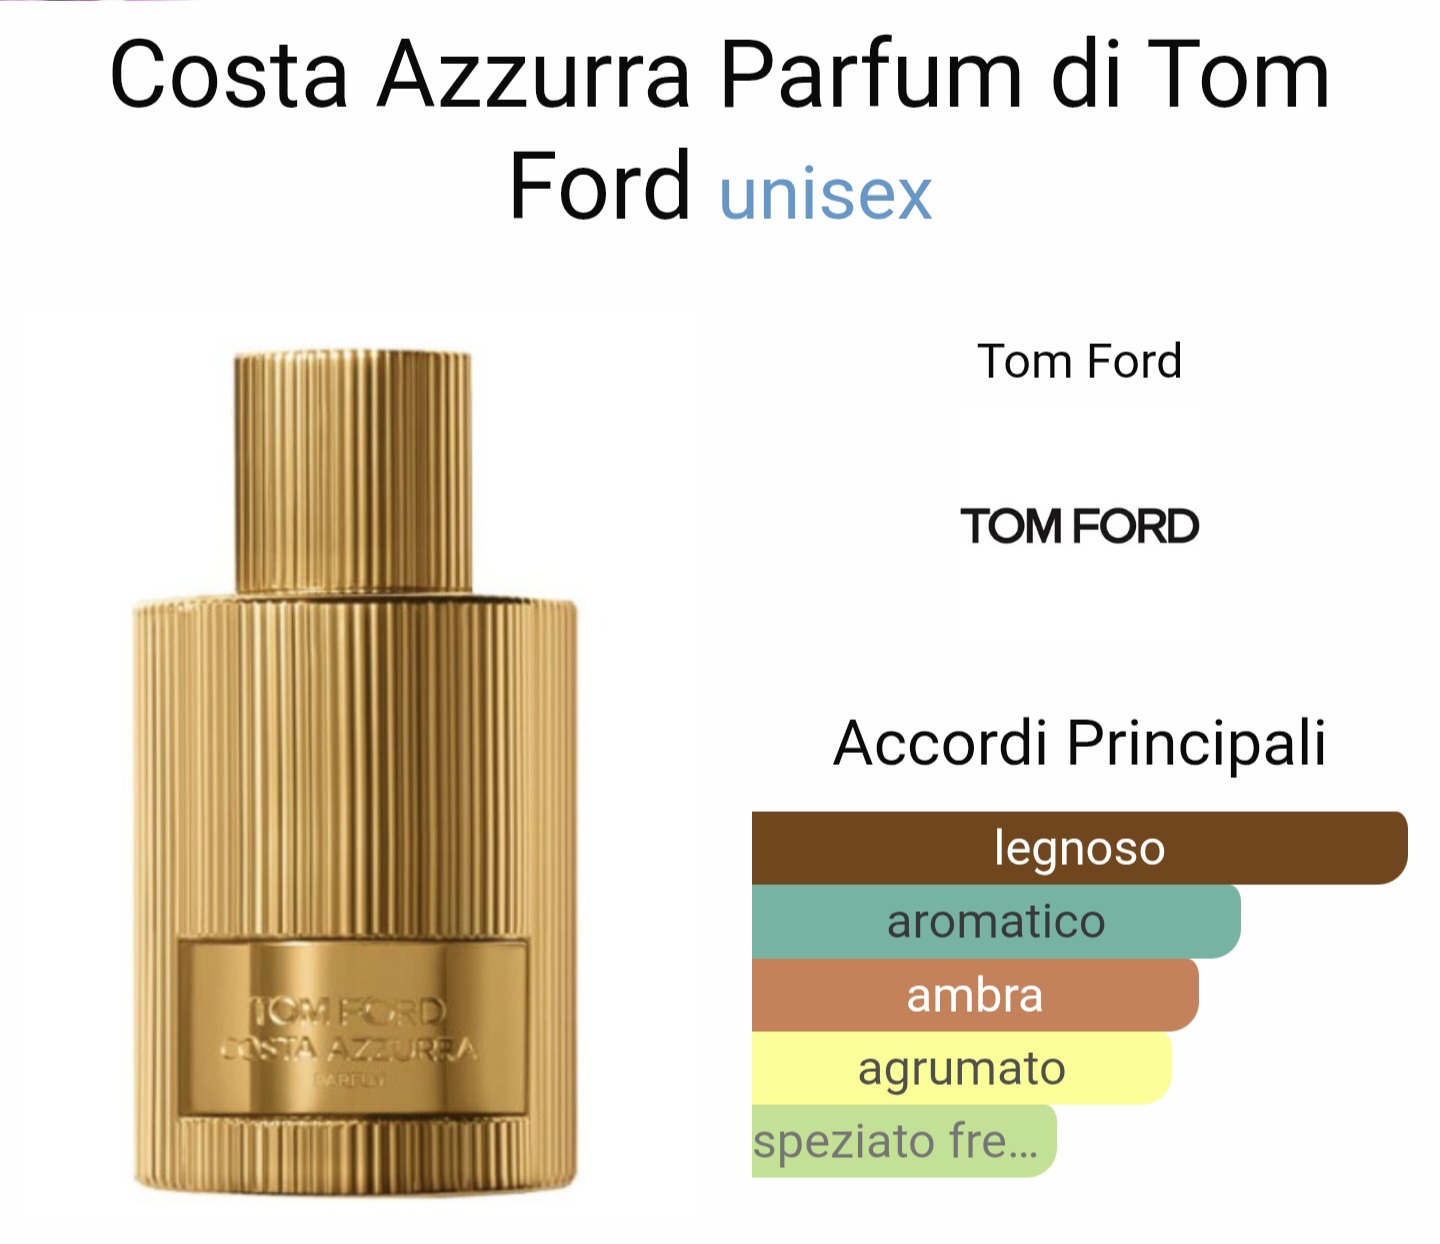 Costa Azzurra Parfum di Tom
Ford unisex
Tom Ford
TOM FORD
Accordi Principali
legnoso
aromatico
ambra
agrumato
speziato fre...
TOM FORD
COSTA AZZURRA
PARFUM